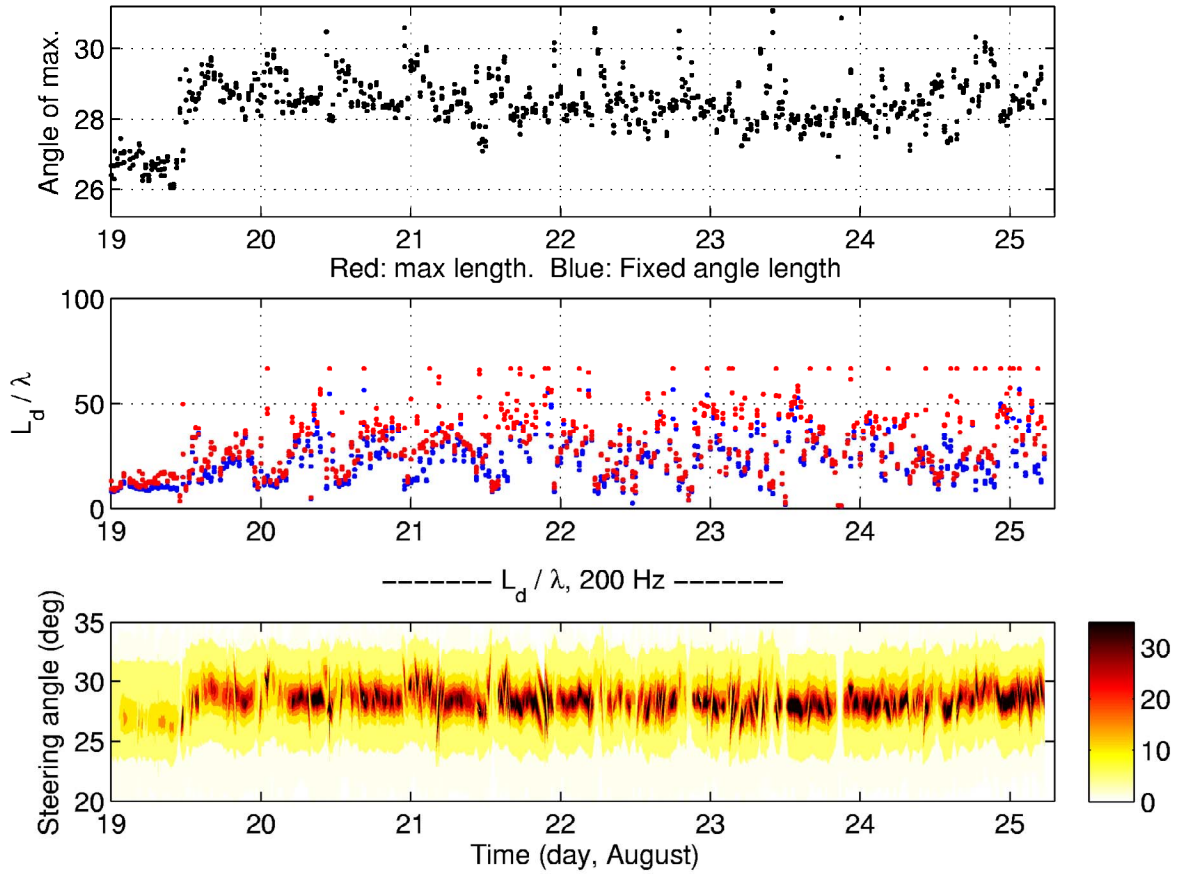 Angle of max.
30
28
26
19 20 21 22 23 24 25
Red: max length. Blue: Fixed angle length
L_d / λ
100
50
0
19 20 21 22 23 24 25
------- L_d / λ, 200 Hz -------
Steering angle (deg)
35
30
25
20
19 20 21 22 23 24 25
Time (day, August)
30
20
10
0